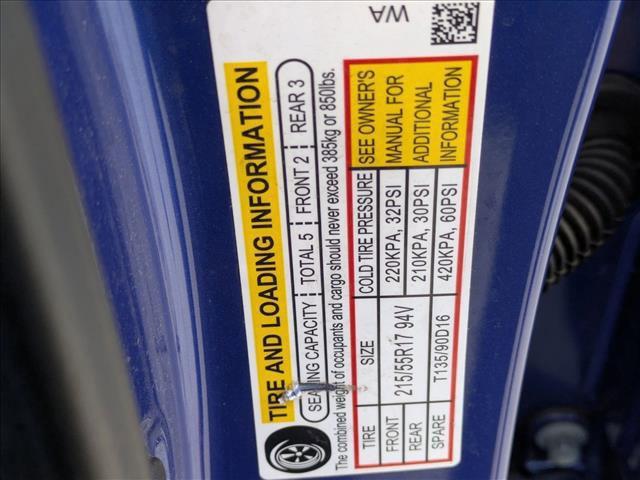 WA
TIRE AND LOADING INFORMATION
SEATING CAPACITY TOTAL 5 FRONT 2 REAR 3
The combined weight of occupants and cargo should never exceed 385kg or 850lbs.
TIRE SIZE COLD TIRE PRESSURE SEE OWNER'S
FRONT 215/55R17 94V 220KPA, 32PSI MANUAL FOR
REAR 210KPA, 30PSI ADDITIONAL
SPARE T135/90D16 420KPA, 60PSI INFORMATION